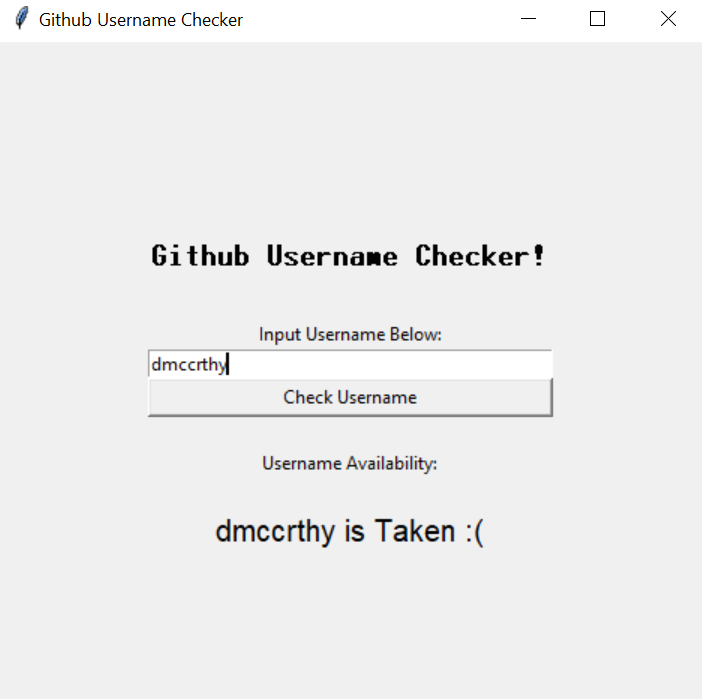 Github Username Checker
Github Username Checker!
Input Username Below:
dmccrthy
Check Username
Username Availability:
dmccrthy is Taken :(